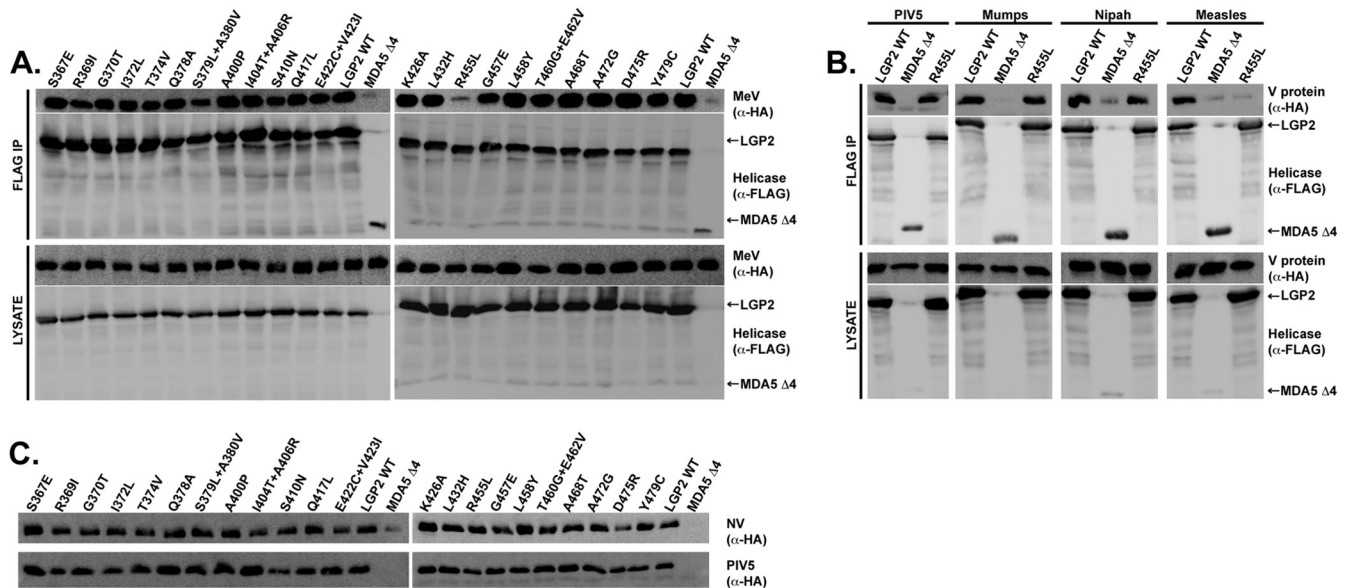 A.
S367E R369I G370T I372L T374V Q378A S379L+A380V A400P I404T+A406R S410N Q417L E422C+V423I LGP2 WT MDA5 Δ4
K426A L432H R455L G457E L458Y T460G+E462V A468T A472G D475R Y479C LGP2 WT MDA5 Δ4
FLAG IP
MeV
(α-HA)
←LGP2
Helicase
(α-FLAG)
←MDA5 Δ4
LYSATE
MeV
(α-HA)
←LGP2
Helicase
(α-FLAG)
←MDA5 Δ4
B.
PIV5 Mumps Nipah Measles
LGP2 WT MDA5 Δ4 R455L LGP2 WT MDA5 Δ4 R455L LGP2 WT MDA5 Δ4 R455L LGP2 WT MDA5 Δ4 R455L
FLAG IP
V protein
(α-HA)
←LGP2
Helicase
(α-FLAG)
←MDA5 Δ4
LYSATE
V protein
(α-HA)
←LGP2
Helicase
(α-FLAG)
←MDA5 Δ4
C.
S367E R369I G370T I372L T374V Q378A S379L+A380V A400P I404T+A406R S410N Q417L E422C+V423I LGP2 WT MDA5 Δ4
K426A L432H R455L G457E L458Y T460G+E462V A468T A472G D475R Y479C LGP2 WT MDA5 Δ4
NV
(α-HA)
PIV5
(α-HA)